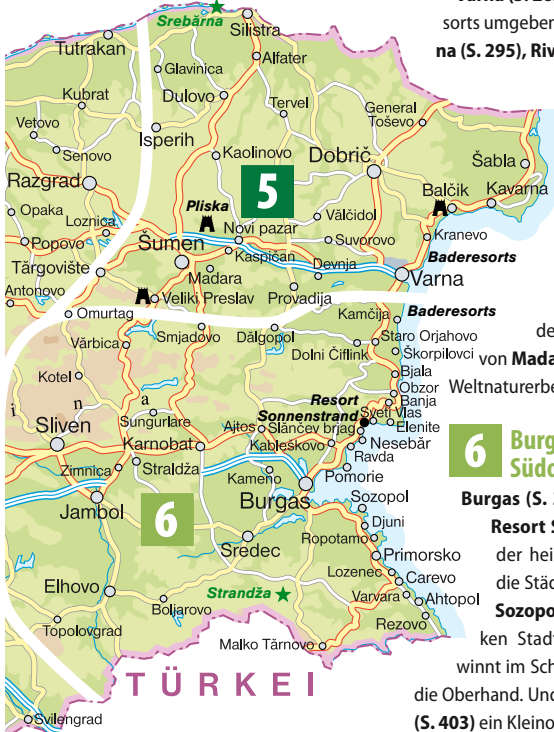 Srebărna
Silistra
sorts umgeben
Tutrakan
Alfater
na (S. 295), Riv
Glavinica
Kubrat
Dulovo
Tervel
General
Toševo
Vetovo
Isperih
Senovo
Kaolinovo
Dobrič
Šabla
Razgrad
5
Balčik
Kavarna
Opaka
Pliska
Loznica
Vălčidol
Novi pazar
Kranevo
Popovo
Šumen
Suvorovo
Kaspičan
Baderesorts
Tărgovište
Devnja
Madara
Varna
Antonovo
Veliki Preslav
Provadija
Omurtag
Kamčija
Baderesorts
Smjadovo
Dălgopol
Staro Orjahovo
de
Vărbica
Dolni Čiflik
Škorpilovci
von Mada
Kotel
Bjala
Weltnaturerbe
Obzor
i n a
Resort
Banja
Sonnenstrand
Sveti Vlas
Sliven
Sungurlare
Ajtos
Slănčev brjag
Elenite
6 Burg
Südo
Karnobat
Kableškovo
Nesebăr
Ravda
Zimnica
Straldža
Kameno
Pomorie
Burgas (S. 
Jambol
6
Burgas
Sozopol
Resort S
Djuni
Ropotamo
der hei
Sredec
Primorsko
Lozenec
Carevo
die Städ
Elhovo
Strandža
Varvara
Ahtopol
Sozopo
Boljarovo
Rezovo
ken Stadt
Topolovgrad
Malko Tărnovo
winnt im Sch
TÜRKEI
die Oberhand. Und
Svilengrad
(S. 403) ein Kleino